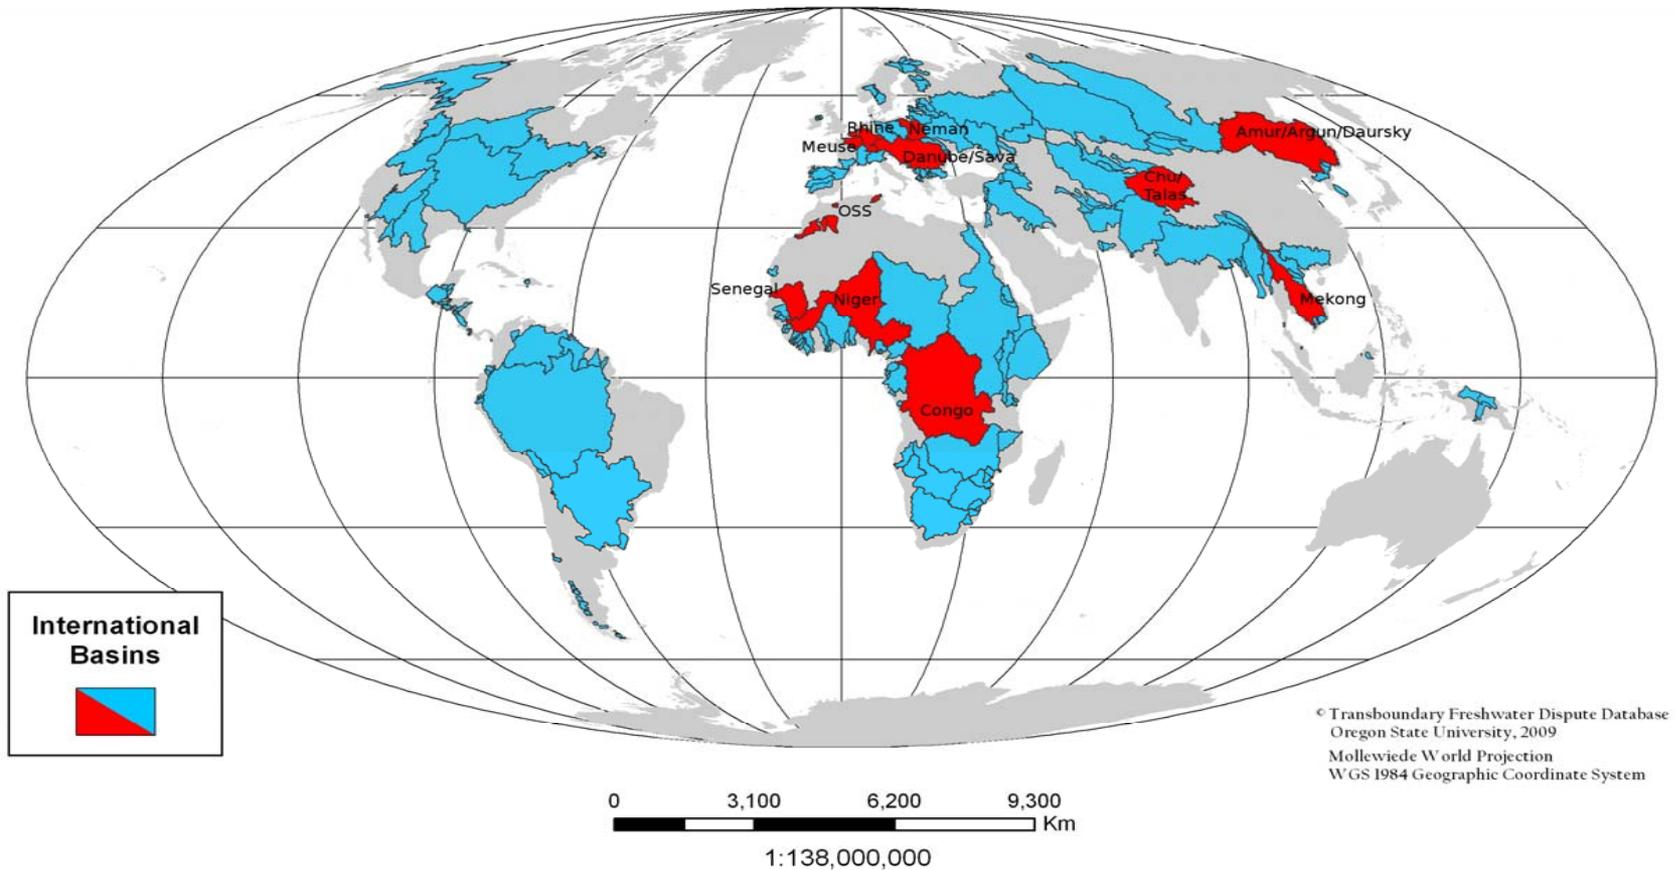 Rhine
Neman
Meuse
Danube/Sava
Amur/Argun/Daursky
Chu/
Talas
OSS
Senegal
Niger
Mekong
Congo
International
Basins
© Transboundary Freshwater Dispute Database
Oregon State University, 2009
Mollewiede World Projection
WGS 1984 Geographic Coordinate System
0 3,100 6,200 9,300
Km
1:138,000,000